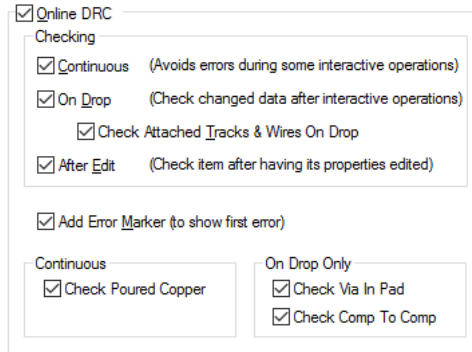 Online DRC
Checking
Continuous (Avoids errors during some interactive operations)
On Drop (Check changed data after interactive operations)
Check Attached Tracks & Wires On Drop
After Edit (Check item after having its properties edited)
Add Error Marker (to show first error)
Continuous
Check Poured Copper
On Drop Only
Check Via In Pad
Check Comp To Comp